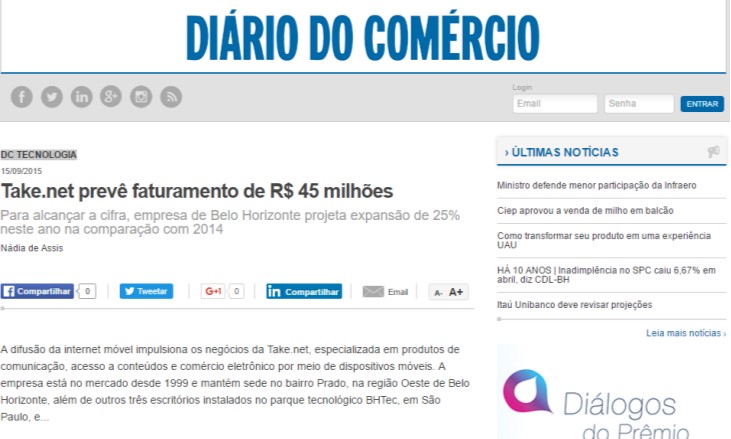 DIÁRIO DO COMÉRCIO
Login
Email
Senha
ENTRAR
DC TECNOLOGIA
15/09/2015
Take.net prevê faturamento de R$ 45 milhões
Para alcançar a cifra, empresa de Belo Horizonte projeta expansão de 25%
neste ano na comparação com 2014
Nádia de Assis
Compartilhar 0
Tweetar
G+1 0
Compartilhar
Email
A- A+
A difusão da internet móvel impulsiona os negócios da Take.net, especializada em produtos de
comunicação, acesso a conteúdos e comércio eletrônico por meio de dispositivos móveis. A
empresa está no mercado desde 1999 e mantém sede no bairro Prado, na região Oeste de Belo
Horizonte, além de outros três escritórios instalados no parque tecnológico BHTec, em São
Paulo, e...
› ÚLTIMAS NOTÍCIAS
Ministro defende menor participação da Infraero
Ciep aprovou a venda de milho em balcão
Como transformar seu produto em uma experiência
UAU
HÁ 10 ANOS | Inadimplência no SPC caiu 6,67% em
abril, diz CDL-BH
Itaú Unibanco deve revisar projeções
Leia mais notícias ›
Diálogos
do Prêmio